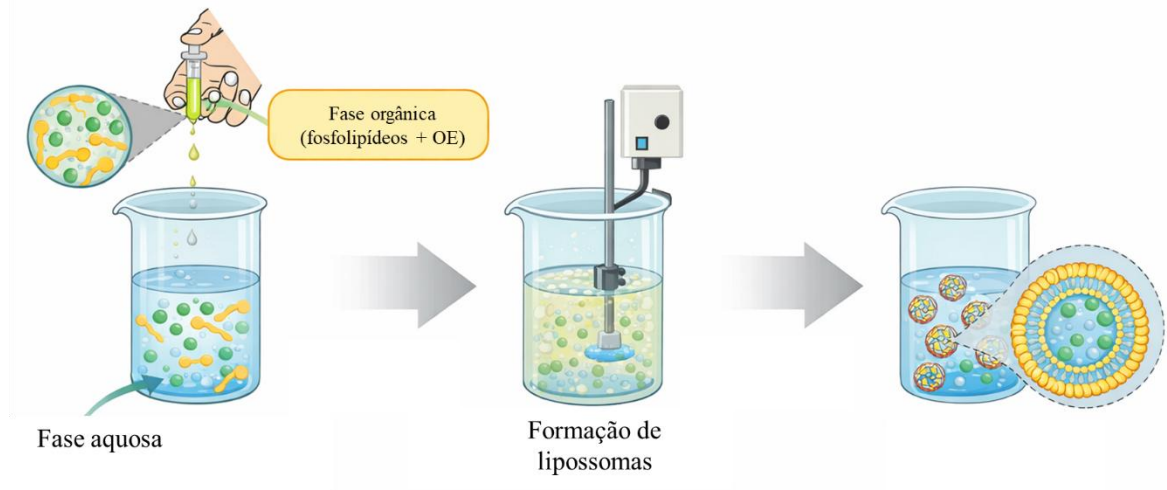 Fase orgânica
(fosfolipídeos + OE)
Fase aquosa
Formação de
lipossomas